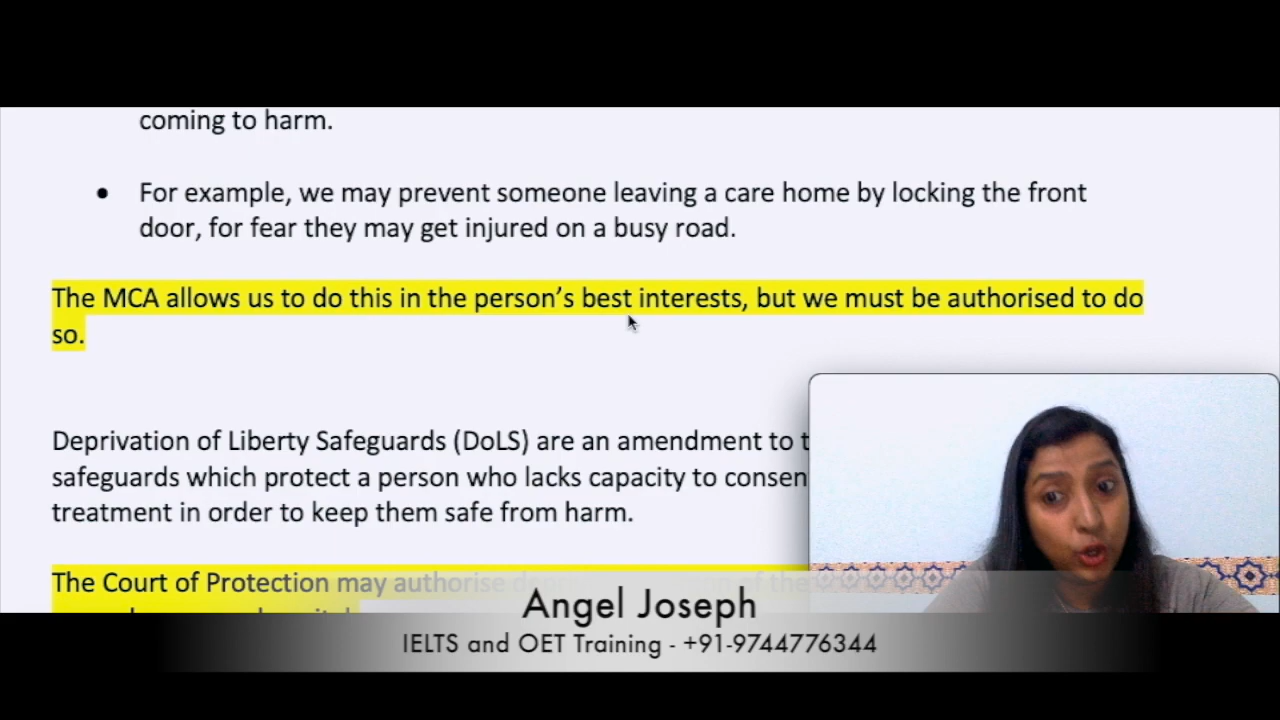 coming to harm.
• For example, we may prevent someone leaving a care home by locking the front
door, for fear they may get injured on a busy road.
The MCA allows us to do this in the person’s best interests, but we must be authorised to do
so.
Deprivation of Liberty Safeguards (DoLS) are an amendment to
safeguards which protect a person who lacks capacity to
treatment in order to keep them safe from harm.
The Court of Protection may authorise
Angel Joseph
IELTS and OET Training - +91-9744776344